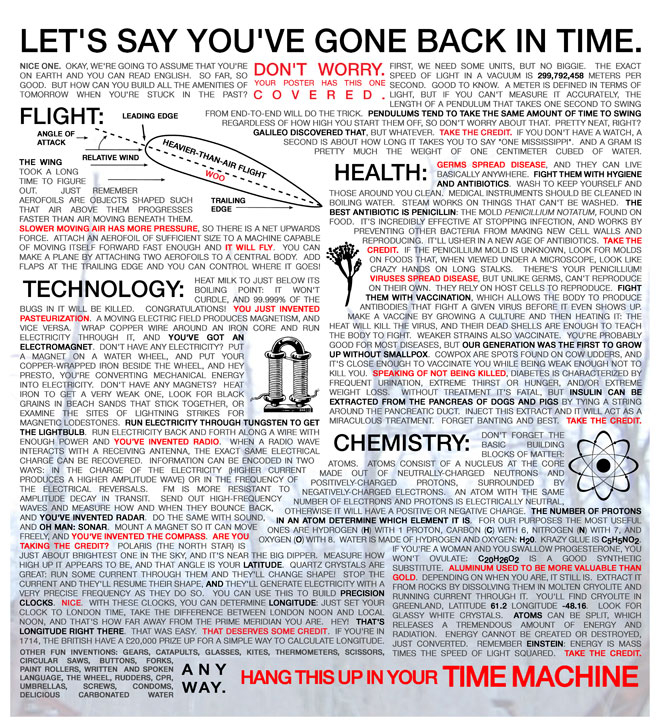 LET'S SAY YOU'VE GONE BACK IN TIME.
NICE ONE. OKAY, WE'RE GOING TO ASSUME THAT YOU'RE
ON EARTH AND YOU CAN READ ENGLISH. SO FAR, SO
GOOD. BUT HOW CAN YOU BUILD ALL THE AMENITIES OF
TOMORROW WHEN YOU'RE STUCK IN THE PAST?
DON'T WORRY.
YOUR POSTER HAS THIS ONE
COVERED.
FIRST, WE NEED SOME UNITS, BUT NO BIGGIE. THE EXACT
SPEED OF LIGHT IN A VACUUM IS 299,792,458 METERS PER
SECOND. GOOD TO KNOW. A METER IS DEFINED IN TERMS OF
LIGHT, BUT IF YOU CAN'T MEASURE IT ACCURATELY, THE
LENGTH OF A PENDULUM THAT TAKES ONE SECOND TO SWING
FROM END-TO-END WILL DO THE TRICK. PENDULUMS TEND TO TAKE THE SAME AMOUNT OF TIME TO SWING
REGARDLESS OF HOW HIGH YOU START THEM OFF, SO DON'T WORRY ABOUT THAT. PRETTY NEAT, RIGHT?
GALILEO DISCOVERED THAT, BUT WHATEVER. TAKE THE CREDIT. IF YOU DON'T HAVE A WATCH, A
SECOND IS ABOUT HOW LONG IT TAKES YOU TO SAY "ONE MISSISSIPPI". AND A GRAM IS
PRETTY MUCH THE WEIGHT OF ONE CENTIMETER CUBED OF WATER.
FLIGHT:
LEADING EDGE
ANGLE OF
ATTACK
RELATIVE WIND
HEAVIER-THAN-AIR FLIGHT
WOO
TRAILING
EDGE
THE WING
TOOK A LONG
TIME TO FIGURE
OUT. JUST REMEMBER
AEROFOILS ARE OBJECTS SHAPED SUCH
THAT AIR ABOVE THEM PROGRESSES
FASTER THAN AIR MOVING BENEATH THEM.
SLOWER MOVING AIR HAS MORE PRESSURE, SO THERE IS A NET UPWARDS
FORCE. ATTACH AN AEROFOIL OF SUFFICIENT SIZE TO A MACHINE CAPABLE
OF MOVING ITSELF FORWARD FAST ENOUGH AND IT WILL FLY. YOU CAN
MAKE A PLANE BY ATTACHING TWO AEROFOILS TO A CENTRAL BODY. ADD
FLAPS AT THE TRAILING EDGE AND YOU CAN CONTROL WHERE IT GOES!
HEALTH:
GERMS SPREAD DISEASE, AND THEY CAN LIVE
BASICALLY ANYWHERE. FIGHT THEM WITH HYGIENE
AND ANTIBIOTICS. WASH TO KEEP YOURSELF AND
THOSE AROUND YOU CLEAN. MEDICAL INSTRUMENTS SHOULD BE CLEANED IN
BOILING WATER. STEAM WORKS ON THINGS THAT CAN'T BE WASHED. THE
BEST ANTIBIOTIC IS PENICILLIN: THE MOLD PENICILLIUM NOTATUM, FOUND ON
FOOD. IT'S INCREDIBLY EFFECTIVE AT STOPPING INFECTION, AND WORKS BY
PREVENTING OTHER BACTERIA FROM MAKING NEW CELL WALLS AND
REPRODUCING. IT'LL USHER IN A NEW AGE OF ANTIBIOTICS. TAKE THE
CREDIT. IF THE PENICILLIUM MOLD IS UNKNOWN, LOOK FOR MOLDS
ON FOODS THAT, WHEN VIEWED UNDER A MICROSCOPE, LOOK LIKE
CRAZY HANDS ON LONG STALKS. THERE'S YOUR PENICILLIUM!
VIRUSES SPREAD DISEASE, BUT UNLIKE GERMS, CAN'T REPRODUCE
ON THEIR OWN. THEY RELY ON HOST CELLS TO REPRODUCE. FIGHT
THEM WITH VACCINATION, WHICH ALLOWS THE BODY TO PRODUCE
ANTIBODIES THAT FIGHT A GIVEN VIRUS BEFORE IT EVEN SHOWS UP.
MAKE A VACCINE BY GROWING A CULTURE AND THEN HEATING IT: THE
HEAT WILL KILL THE VIRUS, AND THEIR DEAD SHELLS ARE ENOUGH TO TEACH
THE BODY TO FIGHT. WEAKER STRAINS ALSO VACCINATE. YOU'RE PROBABLY
GOOD FOR MOST DISEASES, BUT OUR GENERATION WAS THE FIRST TO GROW
UP WITHOUT SMALLPOX. COWPOX ARE SPOTS FOUND ON COW UDDERS, AND
IT'S CLOSE ENOUGH TO VACCINATE YOU WHILE BEING WEAK ENOUGH NOT TO
KILL YOU. SPEAKING OF NOT BEING KILLED, DIABETES IS CHARACTERIZED BY
FREQUENT URINATION, EXTREME THIRST OR HUNGER, AND/OR EXTREME
WEIGHT LOSS. WITHOUT TREATMENT IT'S FATAL, BUT INSULIN CAN BE
EXTRACTED FROM THE PANCREAS OF DOGS AND PIGS BY TYING A STRING
AROUND THE PANCREATIC DUCT. INJECT THIS EXTRACT AND IT WILL ACT AS A
MIRACULOUS TREATMENT. FORGET BANTING AND BEST. TAKE THE CREDIT.
TECHNOLOGY:
HEAT MILK TO JUST BELOW ITS
BOILING POINT: IT WON'T
CURDLE, AND 99.999% OF THE
BUGS IN IT WILL BE KILLED. CONGRATULATIONS! YOU JUST INVENTED
PASTEURIZATION. A MOVING ELECTRIC FIELD PRODUCES MAGNETISM, AND
VICE VERSA. WRAP COPPER WIRE AROUND AN IRON CORE AND RUN
ELECTRICITY THROUGH IT, AND YOU'VE GOT AN
ELECTROMAGNET. DON'T HAVE ANY ELECTRICITY? PUT
A MAGNET ON A WATER WHEEL, AND PUT YOUR
COPPER-WRAPPED IRON BESIDE THE WHEEL, AND HEY
PRESTO, YOU'RE CONVERTING MECHANICAL ENERGY
INTO ELECTRICITY. DON'T HAVE ANY MAGNETS? HEAT
IRON TO GET A VERY WEAK ONE, LOOK FOR BLACK
GRAINS IN BEACH SANDS THAT STICK TOGETHER, OR
EXAMINE THE SITES OF LIGHTNING STRIKES FOR
MAGNETIC LODESTONES. RUN ELECTRICITY THROUGH TUNGSTEN TO GET
THE LIGHTBULB. RUN ELECTRICITY BACK AND FORTH ALONG A WIRE WITH
ENOUGH POWER AND YOU'VE INVENTED RADIO. WHEN A RADIO WAVE
INTERACTS WITH A RECEIVING ANTENNA, THE EXACT SAME ELECTRICAL
CHARGE CAN BE RECOVERED. INFORMATION CAN BE ENCODED IN TWO
WAYS: IN THE CHARGE OF THE ELECTRICITY (HIGHER CURRENT
PRODUCES A HIGHER AMPLITUDE WAVE) OR IN THE FREQUENCY OF
THE ELECTRICAL REVERSALS. FM IS MORE RESISTANT TO
AMPLITUDE DECAY IN TRANSIT. SEND OUT HIGH-FREQUENCY
WAVES AND MEASURE HOW AND WHEN THEY BOUNCE BACK,
AND YOU'VE INVENTED RADAR. DO THE SAME WITH SOUND,
AND OH MAN: SONAR. MOUNT A MAGNET SO IT CAN MOVE
FREELY, AND YOU'VE INVENTED THE COMPASS. ARE YOU
TAKING THE CREDIT? POLARIS (THE NORTH STAR) IS
JUST ABOUT BRIGHTEST ONE IN THE SKY, AND IT'S NEAR THE BIG DIPPER. MEASURE HOW
HIGH UP IT APPEARS TO BE, AND THAT ANGLE IS YOUR LATITUDE. QUARTZ CRYSTALS ARE
GREAT: RUN SOME CURRENT THROUGH THEM AND THEY'LL CHANGE SHAPE! STOP THE
CURRENT AND THEY'LL RESUME THEIR SHAPE, AND THEY'LL GENERATE ELECTRICITY WITH A
VERY PRECISE FREQUENCY AS THEY DO SO. YOU CAN USE THIS TO BUILD PRECISION
CLOCKS. NICE. WITH THESE CLOCKS, YOU CAN DETERMINE LONGITUDE: JUST SET YOUR
CLOCK TO LONDON TIME, TAKE THE DIFFERENCE BETWEEN LONDON NOON AND LOCAL
NOON, AND THAT'S HOW FAR AWAY FROM THE PRIME MERIDIAN YOU ARE. HEY! THAT'S
LONGITUDE RIGHT THERE. THAT WAS EASY. THAT DESERVES SOME CREDIT. IF YOU'RE IN
1714, THE BRITISH HAVE A £20,000 PRIZE UP FOR A SIMPLE WAY TO CALCULATE LONGITUDE.
CHEMISTRY:
DON'T FORGET THE
BASIC BUILDING
BLOCKS OF MATTER:
ATOMS. ATOMS CONSIST OF A NUCLEUS AT THE CORE
MADE OUT OF NEUTRALLY-CHARGED NEUTRONS AND
POSITIVELY-CHARGED PROTONS, SURROUNDED BY
NEGATIVELY-CHARGED ELECTRONS. AN ATOM WITH THE SAME
NUMBER OF ELECTRONS AND PROTONS IS ELECTRICALLY NEUTRAL,
OTHERWISE IT WILL HAVE A POSITIVE OR NEGATIVE CHARGE. THE NUMBER OF PROTONS
IN AN ATOM DETERMINE WHICH ELEMENT IT IS. FOR OUR PURPOSES THE MOST USEFUL
ONES ARE HYDROGEN (H) WITH 1 PROTON, CARBON (C) WITH 6, NITROGEN (N) WITH 7, AND
OXYGEN (O) WITH 8. WATER IS MADE OF HYDROGEN AND OXYGEN: H2O. KRAZY GLUE IS C5H5NO2.
IF YOU'RE A WOMAN AND YOU SWALLOW PROGESTERONE, YOU
WON'T OVULATE: C20H26O2 IS A GOOD SYNTHETIC
SUBSTITUTE. ALUMINUM USED TO BE MORE VALUABLE THAN
GOLD. DEPENDING ON WHEN YOU ARE, IT STILL IS. EXTRACT IT
FROM ROCKS BY DISSOLVING THEM IN MOLTEN CRYOLITE AND
RUNNING CURRENT THROUGH IT. YOU'LL FIND CRYOLITE IN
GREENLAND, LATITUDE 61.2 LONGITUDE -48.16. LOOK FOR
GLASSY WHITE CRYSTALS. ATOMS CAN BE SPLIT, WHICH
RELEASES A TREMENDOUS AMOUNT OF ENERGY AND
RADIATION. ENERGY CANNOT BE CREATED OR DESTROYED,
JUST CONVERTED. REMEMBER EINSTEIN: ENERGY IS MASS
TIMES THE SPEED OF LIGHT SQUARED. TAKE THE CREDIT.
OTHER FUN INVENTIONS: GEARS, CATAPULTS, GLASSES, KITES, THERMOMETERS, SCISSORS,
CIRCULAR SAWS, BUTTONS, FORKS,
PAINT ROLLERS, WRITTEN AND SPOKEN
LANGUAGE, THE WHEEL, RUDDERS, CPR,
UMBRELLAS, SCREWS, CONDOMS,
DELICIOUS CARBONATED WATER
ANY
WAY.
HANG THIS UP IN YOUR TIME MACHINE